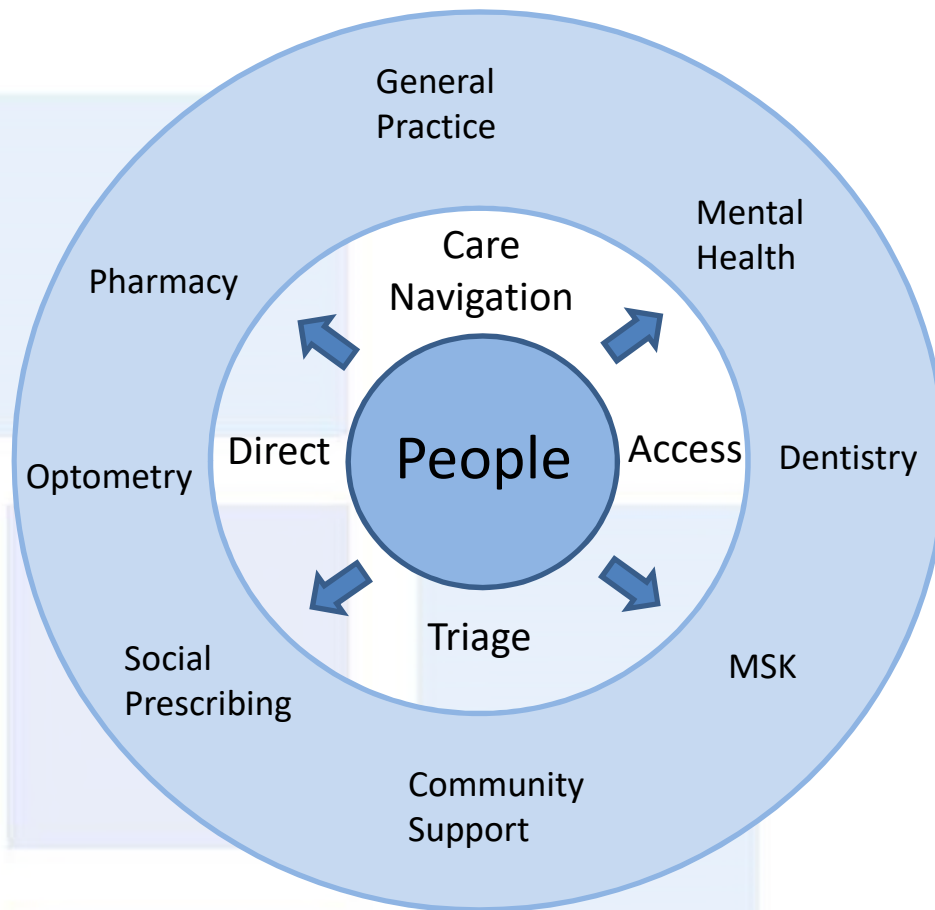 General
Practice
Mental
Health
Care
Navigation
Pharmacy
Direct
People
Access
Dentistry
Optometry
Triage
Social
Prescribing
MSK
Community
Support